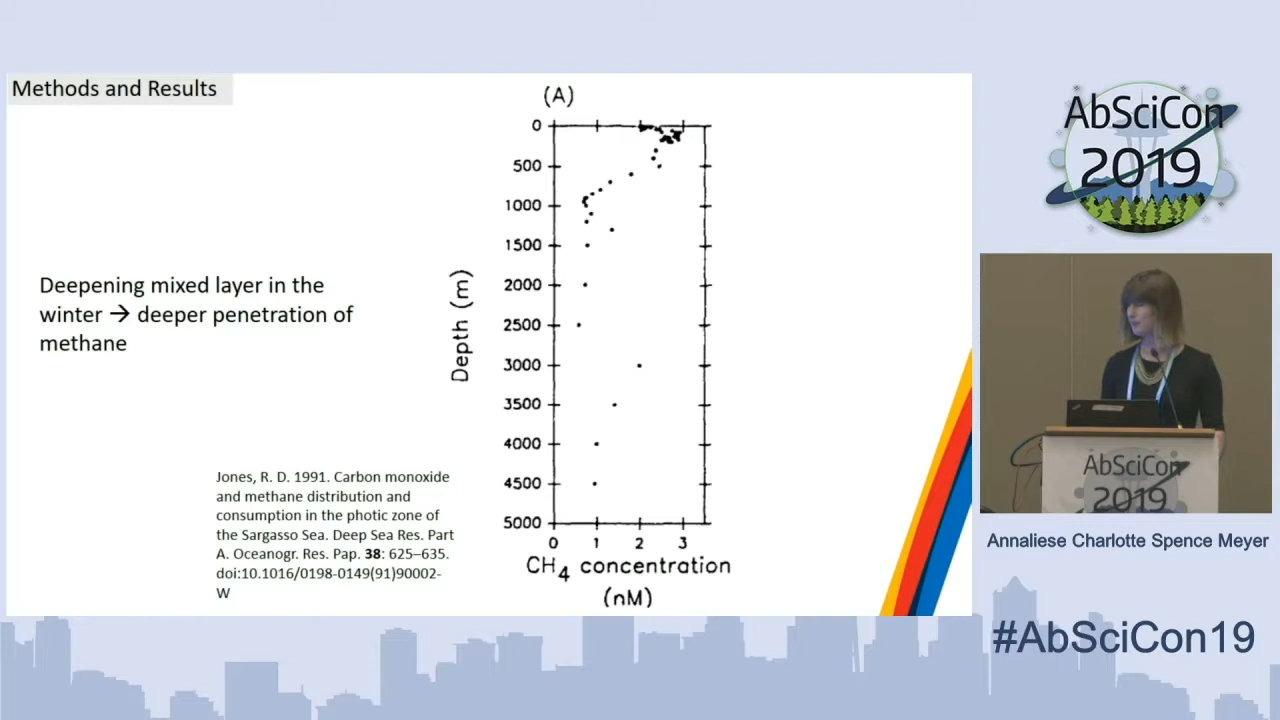 Methods and Results
Deepening mixed layer in the
winter → deeper penetration of
methane
Jones, R. D. 1991. Carbon monoxide
and methane distribution and
consumption in the photic zone of
the Sargasso Sea. Deep Sea Res. Part
A. Oceanogr. Res. Pap. 38: 625–635.
doi:10.1016/0198-0149(91)90002-
W
(A)
Depth (m)
0
500
1000
1500
2000
2500
3000
3500
4000
4500
5000
0 1 2 3
CH4 concentration
(nM)
AbSciCon
2019
AbSciCon
2019
Annaliese Charlotte Spence Meyer
#AbSciCon19